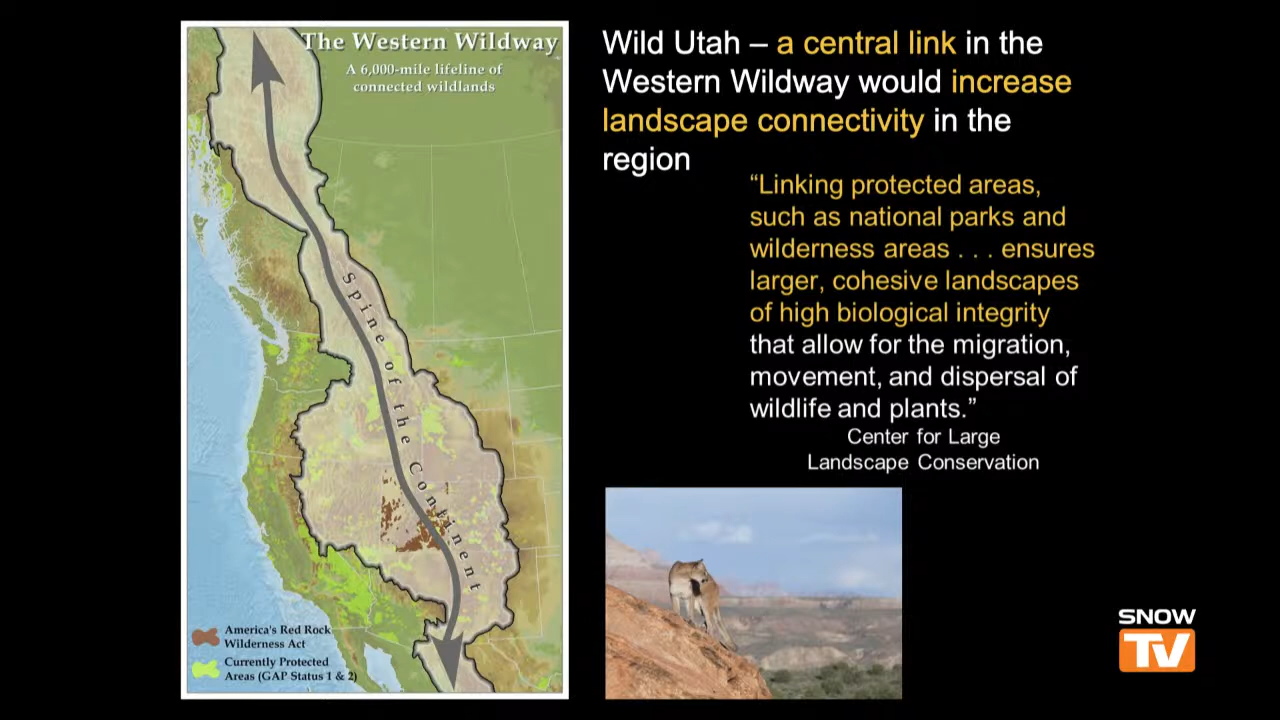 The Western Wildway
A 6,000-mile lifeline of
connected wildlands
Spine of the Continent
America's Red Rock
Wilderness Act
Currently Protected
Areas (GAP Status 1 & 2)
Wild Utah – a central link in the
Western Wildway would increase
landscape connectivity in the
region
“Linking protected areas,
such as national parks and
wilderness areas . . . ensures
larger, cohesive landscapes
of high biological integrity
that allow for the migration,
movement, and dispersal of
wildlife and plants.”
Center for Large
Landscape Conservation
SNOW
TV